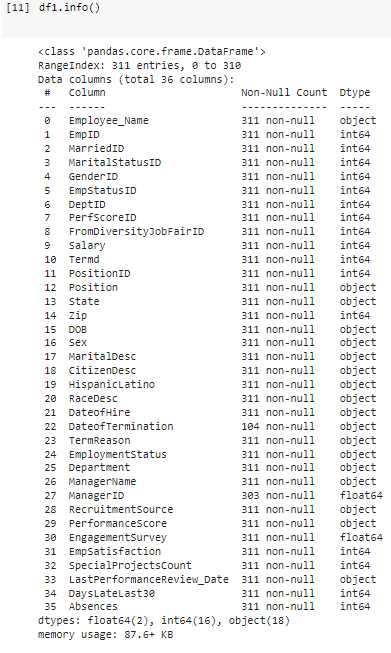 [11] df1.info()
<class 'pandas.core.frame.DataFrame'>
RangeIndex: 311 entries, 0 to 310
Data columns (total 36 columns):
#   Column   Non-Null Count   Dtype
---   ------   --------------   -----
0   Employee_Name   311 non-null   object
1   EmpID   311 non-null   int64
2   MarriedID   311 non-null   int64
3   MaritalStatusID   311 non-null   int64
4   GenderID   311 non-null   int64
5   EmpStatusID   311 non-null   int64
6   DeptID   311 non-null   int64
7   PerfScoreID   311 non-null   int64
8   FromDiversityJobFairID   311 non-null   int64
9   Salary   311 non-null   int64
10   Termd   311 non-null   int64
11   PositionID   311 non-null   int64
12   Position   311 non-null   object
13   State   311 non-null   object
14   Zip   311 non-null   int64
15   DOB   311 non-null   object
16   Sex   311 non-null   object
17   MaritalDesc   311 non-null   object
18   CitizenDesc   311 non-null   object
19   HispanicLatino   311 non-null   object
20   RaceDesc   311 non-null   object
21   DateofHire   311 non-null   object
22   DateofTermination   104 non-null   object
23   TermReason   311 non-null   object
24   EmploymentStatus   311 non-null   object
25   Department   311 non-null   object
26   ManagerName   311 non-null   object
27   ManagerID   303 non-null   float64
28   RecruitmentSource   311 non-null   object
29   PerformanceScore   311 non-null   object
30   EngagementSurvey   311 non-null   float64
31   EmpSatisfaction   311 non-null   int64
32   SpecialProjectsCount   311 non-null   int64
33   LastPerformanceReview_Date   311 non-null   object
34   DaysLateLast30   311 non-null   int64
35   Absences   311 non-null   int64
dtypes: float64(2), int64(16), object(18)
memory usage: 87.6+ KB